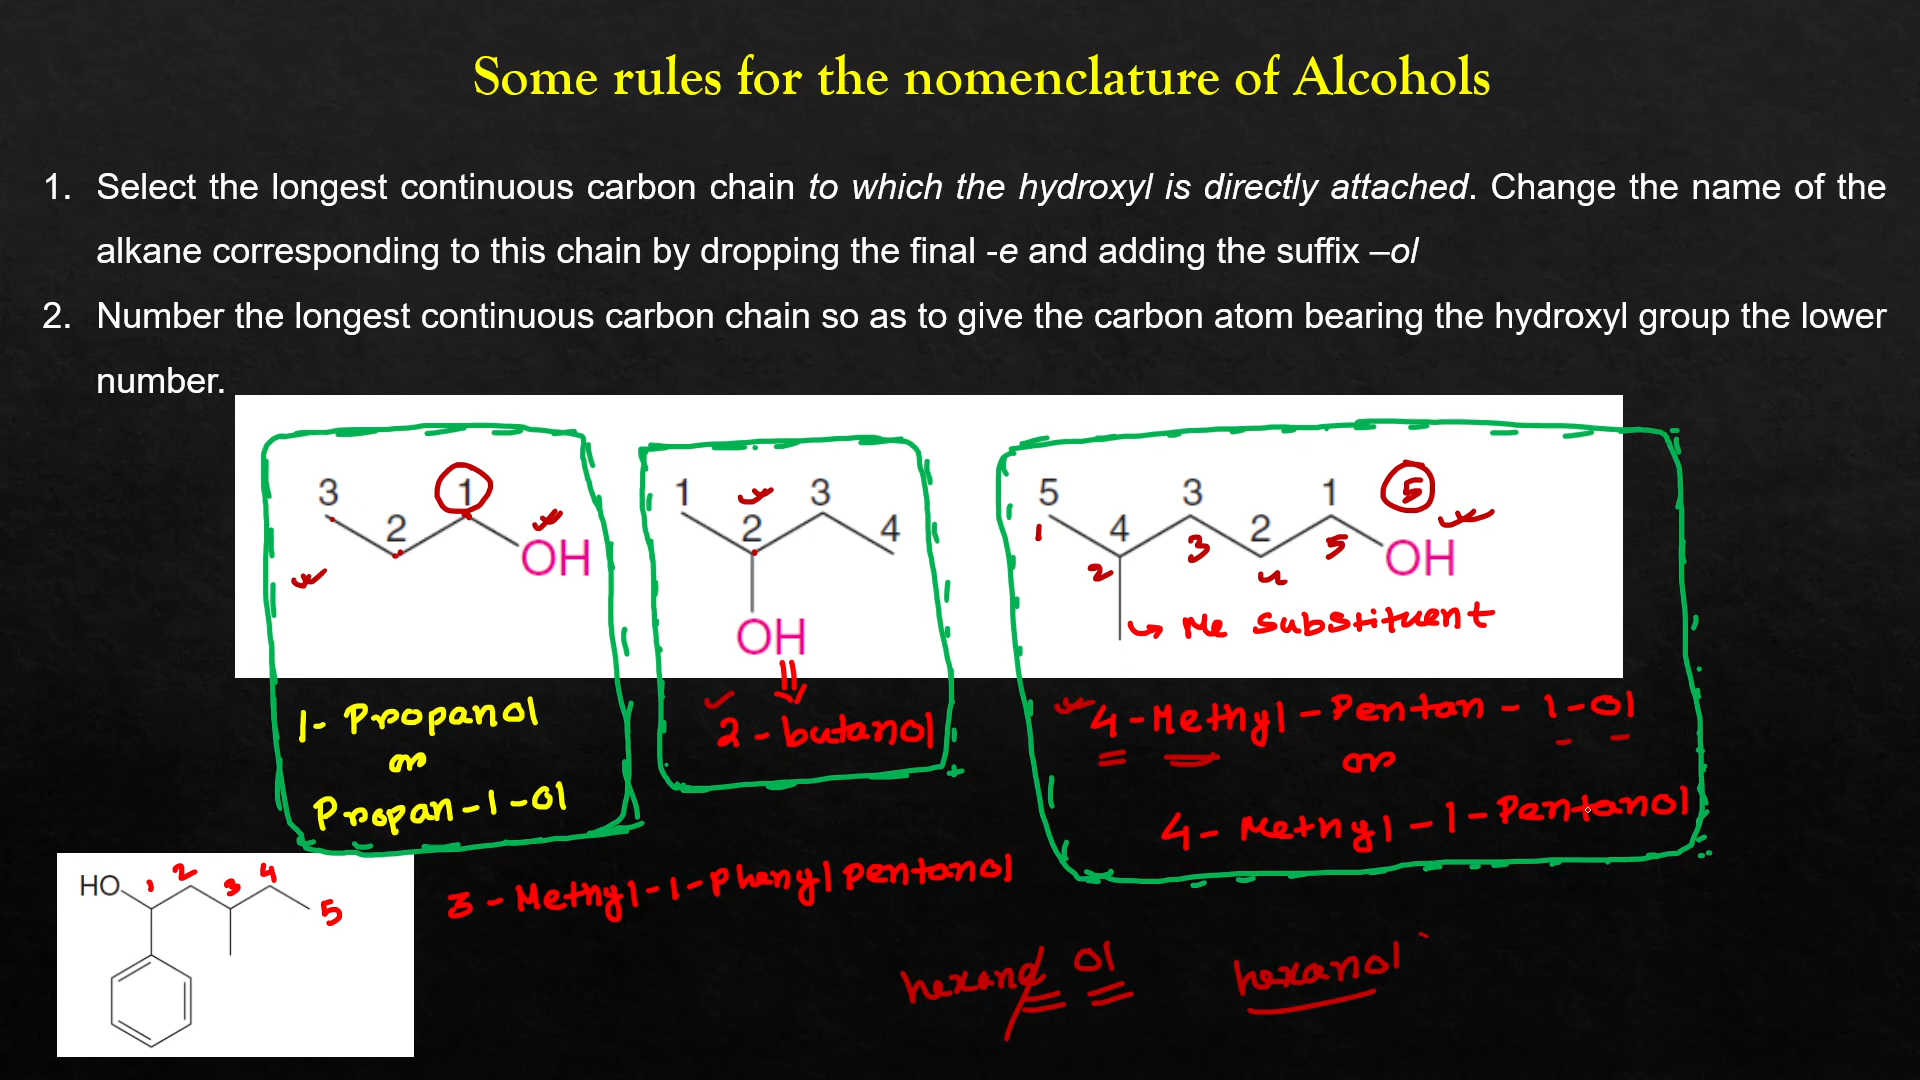 Some rules for the nomenclature of Alcohols
1. Select the longest continuous carbon chain to which the hydroxyl is directly attached. Change the name of the
alkane corresponding to this chain by dropping the final -e and adding the suffix –ol
2. Number the longest continuous carbon chain so as to give the carbon atom bearing the hydroxyl group the lower
number.
3 2 1 OH
1 2 3 4 OH
5 4 3 2 1 OH
1 2 3 4 5 5
Me substituent
1- Propanol
or
Propan-1-ol
2-butanol
4-Methyl-Pentan-1-ol
or
4-Methyl-1-Pentanol
HO 1 2 3 4 5
3-Methyl-1-Phenyl pentanol
hexane ol
hexanol